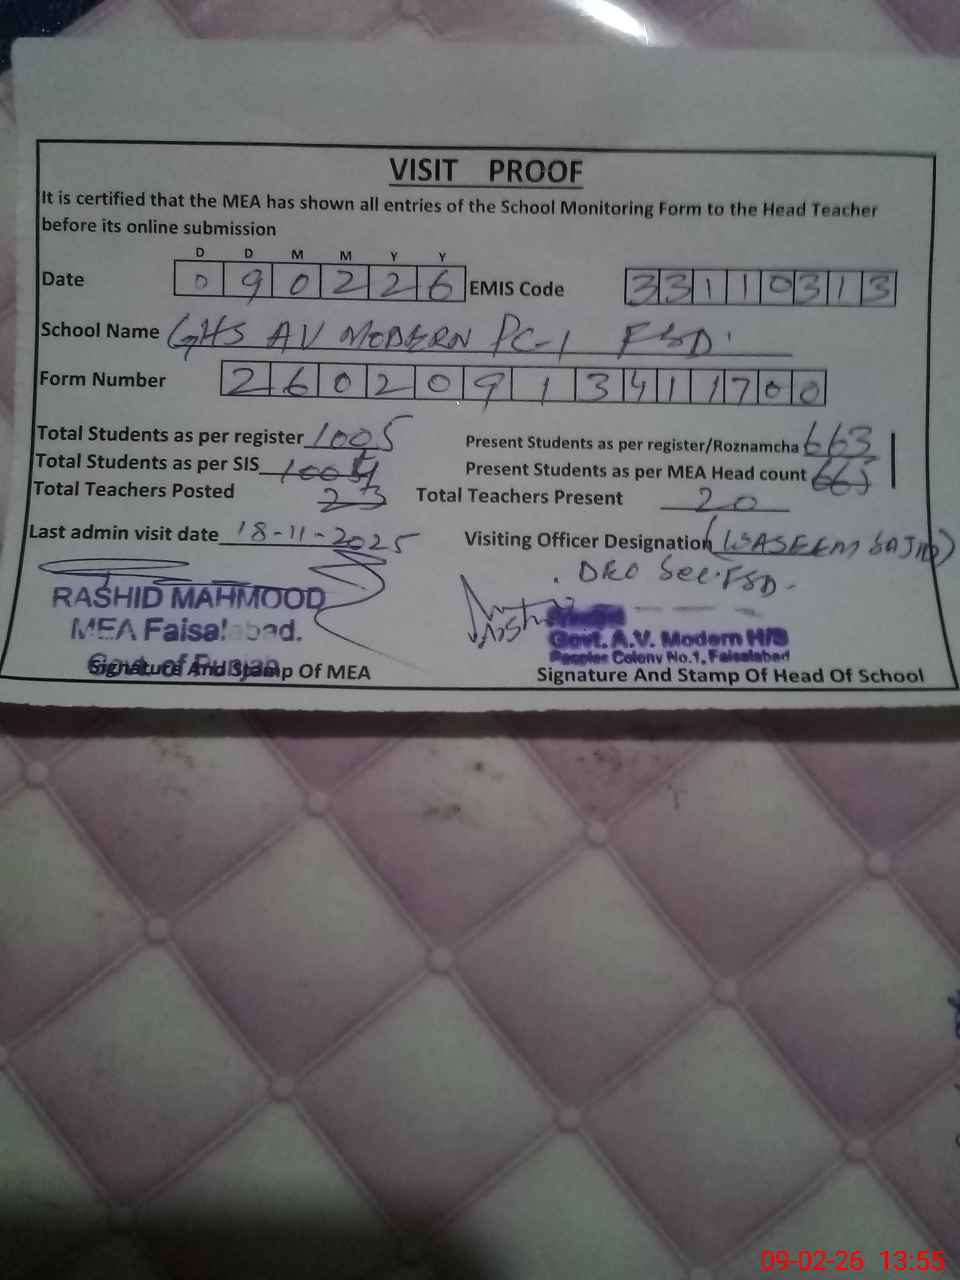 VISIT PROOF
It is certified that the MEA has shown all entries of the School Monitoring Form to the Head Teacher
before its online submission
D D M M Y Y
Date 0 9 0 2 2 6 EMIS Code 3 3 1 1 0 3 1 3
School Name GHS AV MODERN PC-1 FSD
Form Number 2 6 0 2 0 9 1 3 4 1 1 7 0 0
Total Students as per register 1005 Present Students as per register/Roznamcha 663
Total Students as per SIS 1004 Present Students as per MEA Head count 663
Total Teachers Posted 23 Total Teachers Present 20
Last admin visit date 18-11-2025 Visiting Officer Designation (WASEEM SAJID)
DEO Sec. FSD.
RASHID MAHMOOD
MEA Faisalabad.
Govt. of Punjab
Signature And Stamp Of MEA
Govt. A.V. Modern H/S
Peoples Colony No.1, Faisalabad
Signature And Stamp Of Head Of School
09-02-26 13:55